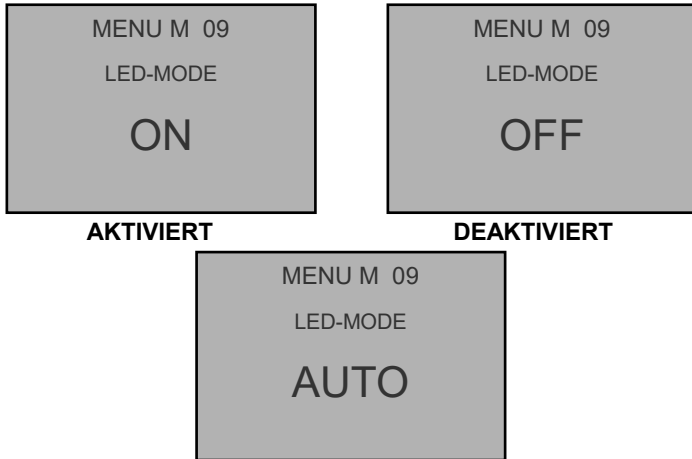 MENU M 09
LED-MODE
ON
AKTIVIERT
MENU M 09
LED-MODE
OFF
DEAKTIVIERT
MENU M 09
LED-MODE
AUTO